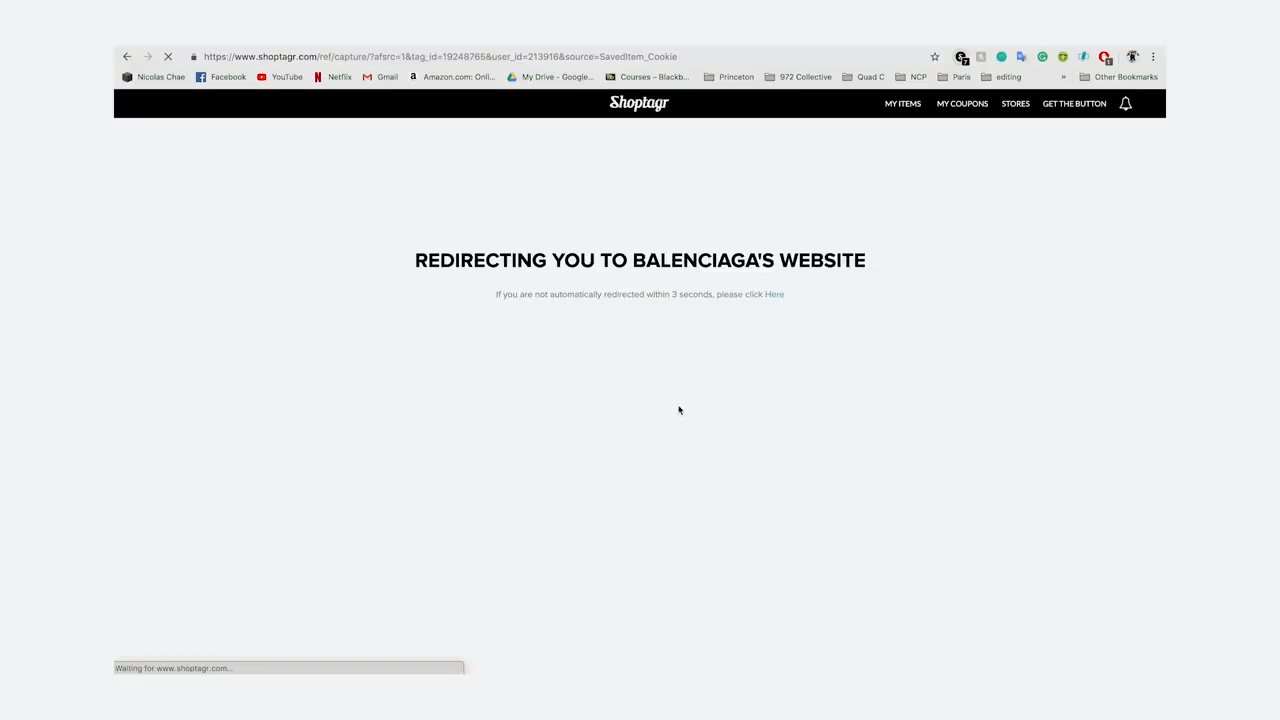 https://www.shoptagr.com/ref/capture/?afsrc=1&tag_id=19248765&user_id=213916&source=SavedItem_Cookie
Nicolas Chae Facebook YouTube Netflix Gmail Amazon.com: Onli... My Drive - Google... Courses – Blackb... Princeton 972 Collective Quad C NCP Paris editing » Other Bookmarks
Shoptagr MY ITEMS MY COUPONS STORES GET THE BUTTON
REDIRECTING YOU TO BALENCIAGA'S WEBSITE
If you are not automatically redirected within 3 seconds, please click Here
Waiting for www.shoptagr.com...